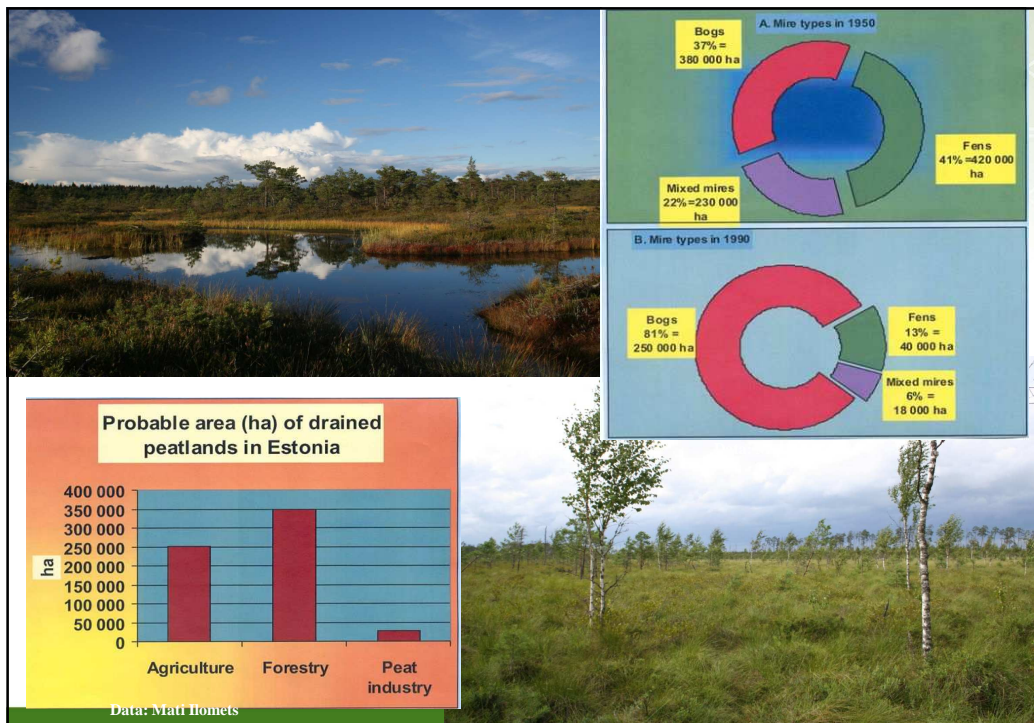 A. Mire types in 1950
Bogs
37% =
380 000 ha
Fens
41% =420 000
ha
Mixed mires
22%=230 000
ha
B. Mire types in 1990
Bogs
81% =
250 000 ha
Fens
13% =
40 000 ha
Mixed mires
6% =
18 000 ha
Probable area (ha) of drained
peatlands in Estonia
400 000
350 000
300 000
250 000
200 000
150 000
100 000
50 000
0
ha
Agriculture
Forestry
Peat
industry
Data: Mati Ilomets